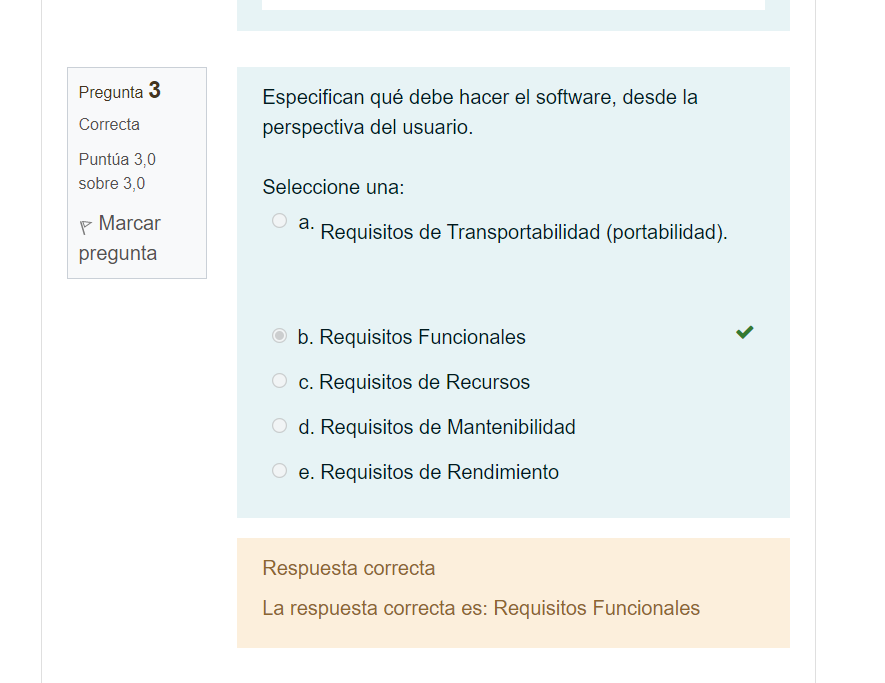 Pregunta 3
Correcta
Puntúa 3,0
sobre 3,0
Marcar
pregunta
Especifican qué debe hacer el software, desde la
perspectiva del usuario.
Seleccione una:
a. Requisitos de Transportabilidad (portabilidad).
b. Requisitos Funcionales
c. Requisitos de Recursos
d. Requisitos de Mantenibilidad
e. Requisitos de Rendimiento
Respuesta correcta
La respuesta correcta es: Requisitos Funcionales